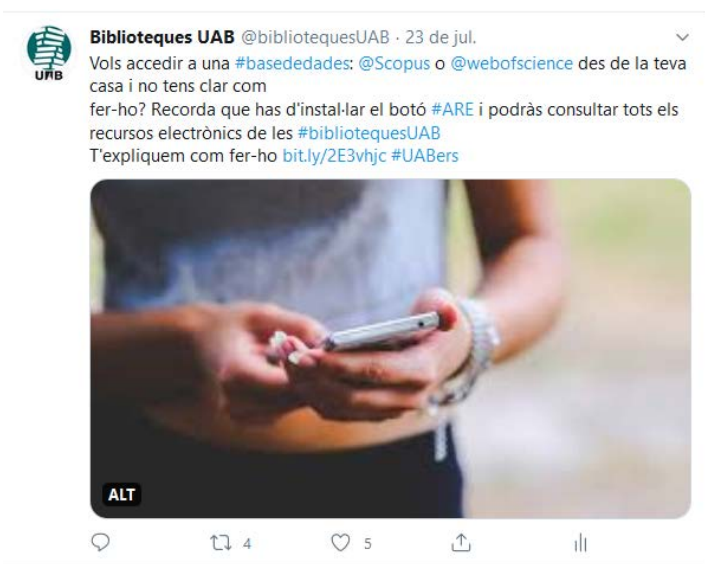 Biblioteques UAB @bibliotequesUAB · 23 de jul.
Vols accedir a una #basededades: @Scopus o @webofscience des de la teva
casa i no tens clar com
fer-ho? Recorda que has d'instal·lar el botó #ARE i podràs consultar tots els
recursos electrònics de les #bibliotequesUAB
T'expliquem com fer-ho bit.ly/2E3vhjc #UABers
UAB
ALT
4 5